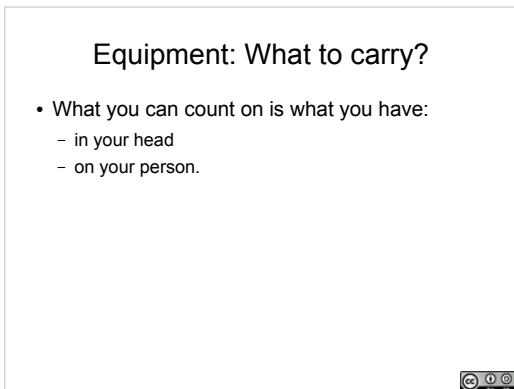 Equipment: What to carry?
• What you can count on is what you have:
– in your head
– on your person.
cc